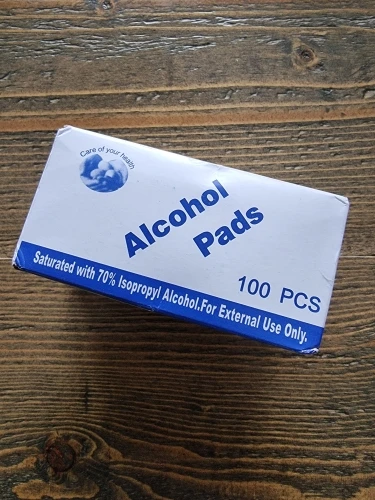 Care of your health
Alcohol
Pads
100 PCS
Saturated with 70% Isopropyl Alcohol.For External Use Only.